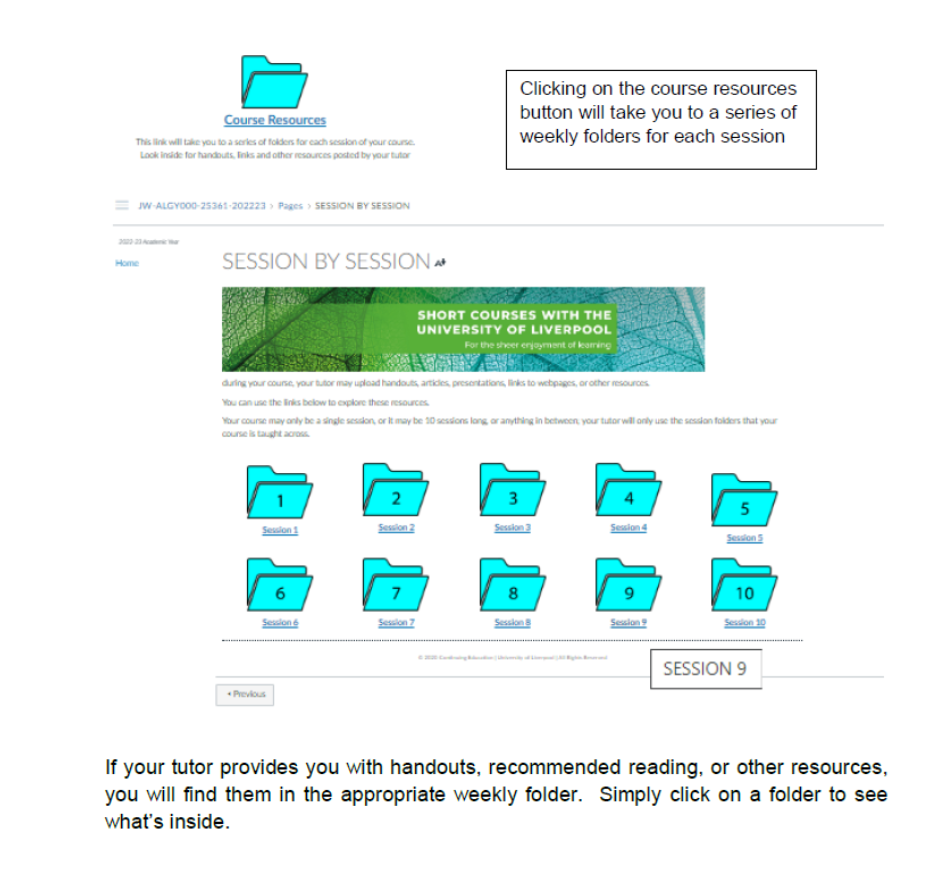 Course Resources
This link will take you to a series of folders for each session of your course.
Look inside for handouts, links and other resources posted by your tutor
Clicking on the course resources
button will take you to a series of
weekly folders for each session
JW-ALGY000-25361-202223 › Pages › SESSION BY SESSION
2022-23 Academic Year
Home
SESSION BY SESSION
SHORT COURSES WITH THE
UNIVERSITY OF LIVERPOOL
For the sheer enjoyment of learning
during your course, your tutor may upload handouts, articles, presentations, links to webpages, or other resources.
You can use the links below to explore these resources.
Your course may only be a single session, or it may be 10 sessions long, or anything in between, your tutor will only use the session folders that your
course is taught across.
1 2 3 4 5
Session 1 Session 2 Session 3 Session 4 Session 5
6 7 8 9 10
Session 6 Session 7 Session 8 Session 9 Session 10
© 2020 Continuing Education | University of Liverpool | All Rights Reserved
SESSION 9
Previous
If your tutor provides you with handouts, recommended reading, or other resources,
you will find them in the appropriate weekly folder. Simply click on a folder to see
what's inside.